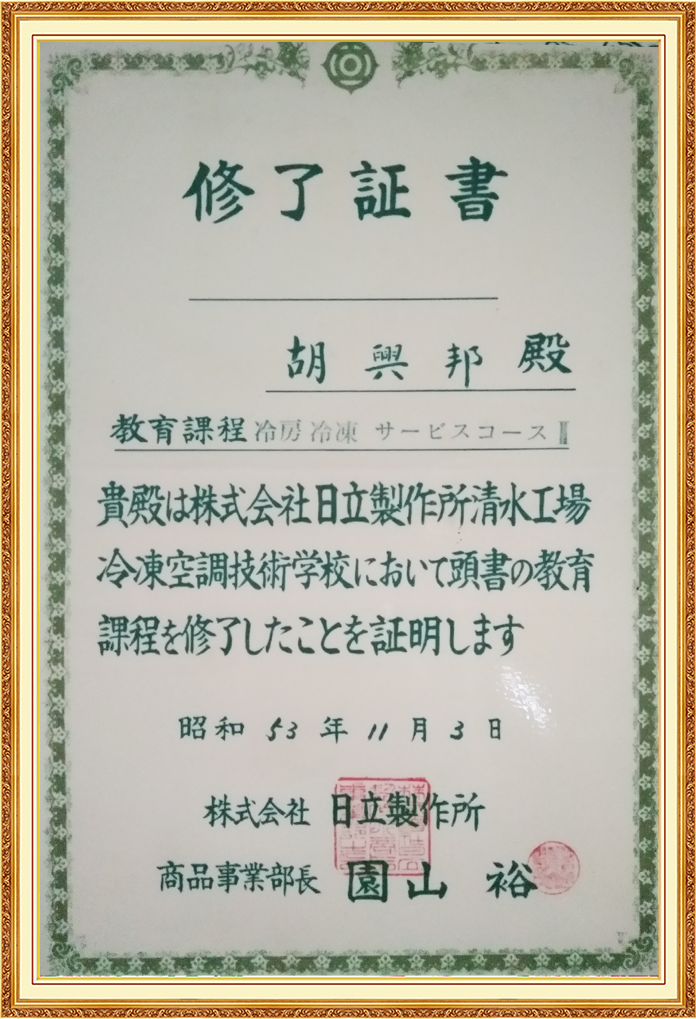 修了証書
胡興邦殿
教育課程 冷房冷凍 サービスコース Ⅱ
貴殿は株式会社日立製作所清水工場
冷凍空調技術学校において頭書の教育
課程を修了したことを証明します
昭和 53 年 11 月 3 日
株式会社 日立製作所
商品事業部長 園山 裕